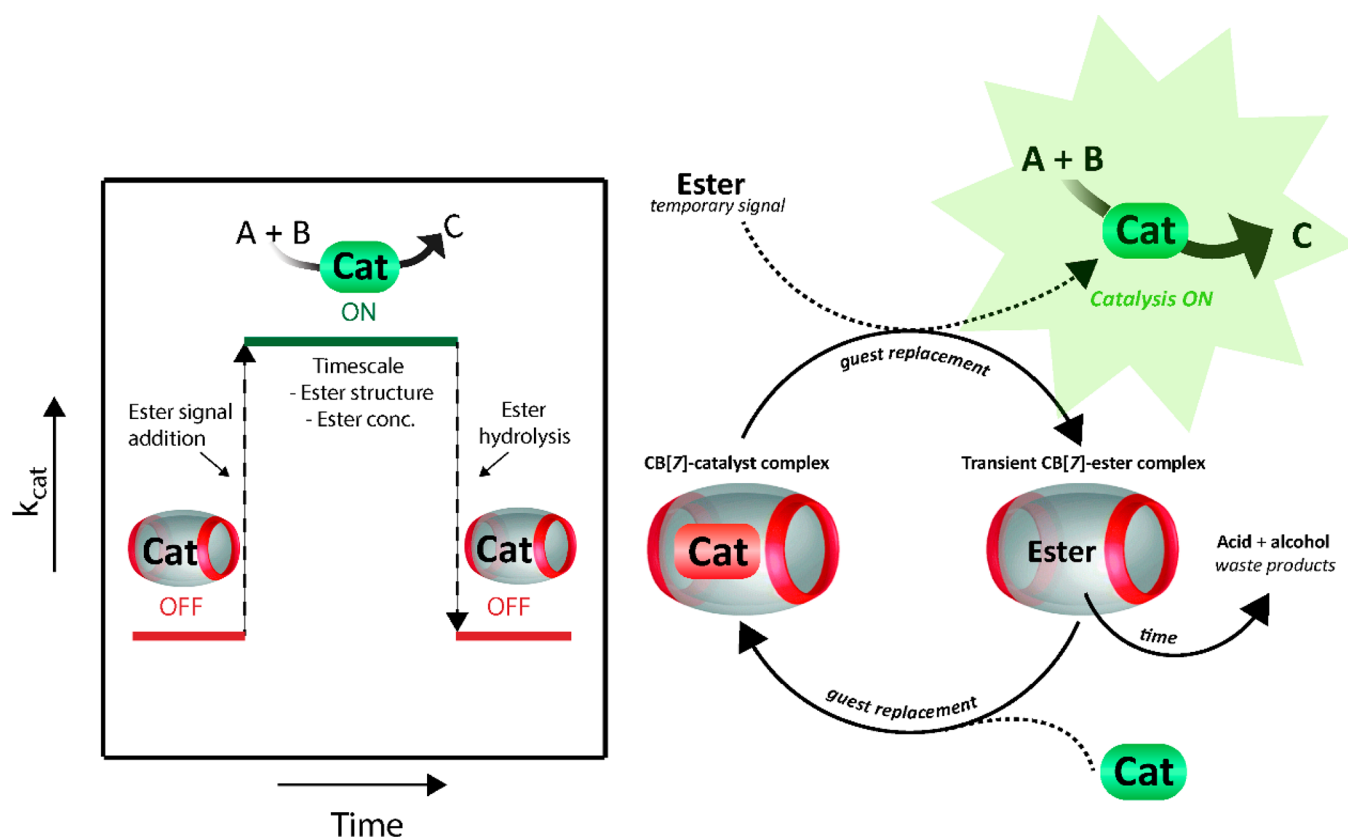 A + B
C
Cat
ON
Timescale
- Ester structure
- Ester conc.
Ester signal
addition
Ester
hydrolysis
Cat
OFF
Cat
OFF
kcat
Time
Ester
temporary signal
A + B
Cat
C
Catalysis ON
guest replacement
CB[7]-catalyst complex
Transient CB[7]-ester complex
Cat
Ester
Acid + alcohol
waste products
time
guest replacement
Cat